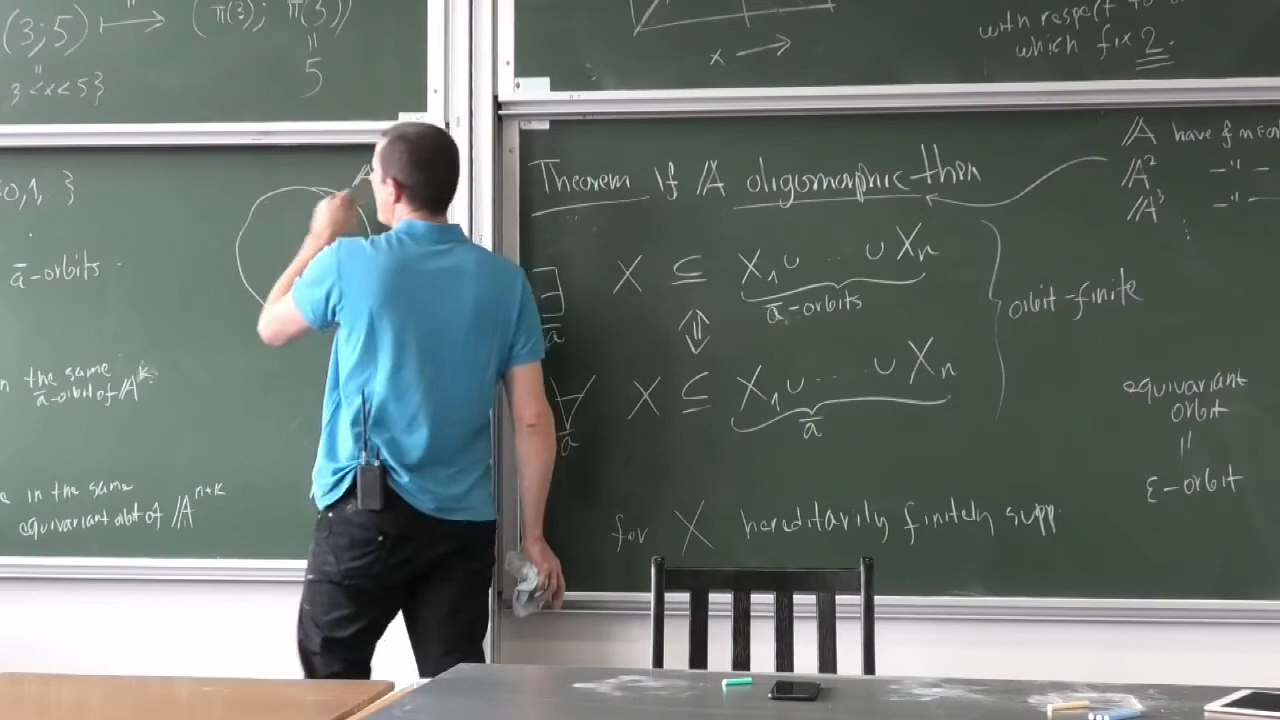 (3;5) ⟼ (π(3); π(3))
π
" "
3<x<5} 5
x →
with respect to
which fix 2.
0,1. }
ā-orbits
n the same
ā-orbit of 𝔸^k
e in the same
equivariant orbit of 𝔸^{n+k}
Theorem If 𝔸 oligomorphic then
∃ X ⊆ X₁ ∪ .. ∪ Xₙ
ā ā-orbits
⇕
∀ X ⊆ X₁ ∪ ... ∪ Xₙ
ā ā
orbit-finite
for X hereditarily finitely supp.
𝔸 have
𝔸² –"–
𝔸³ –"–
⋮
equivariant
orbit
"
ε-orbit